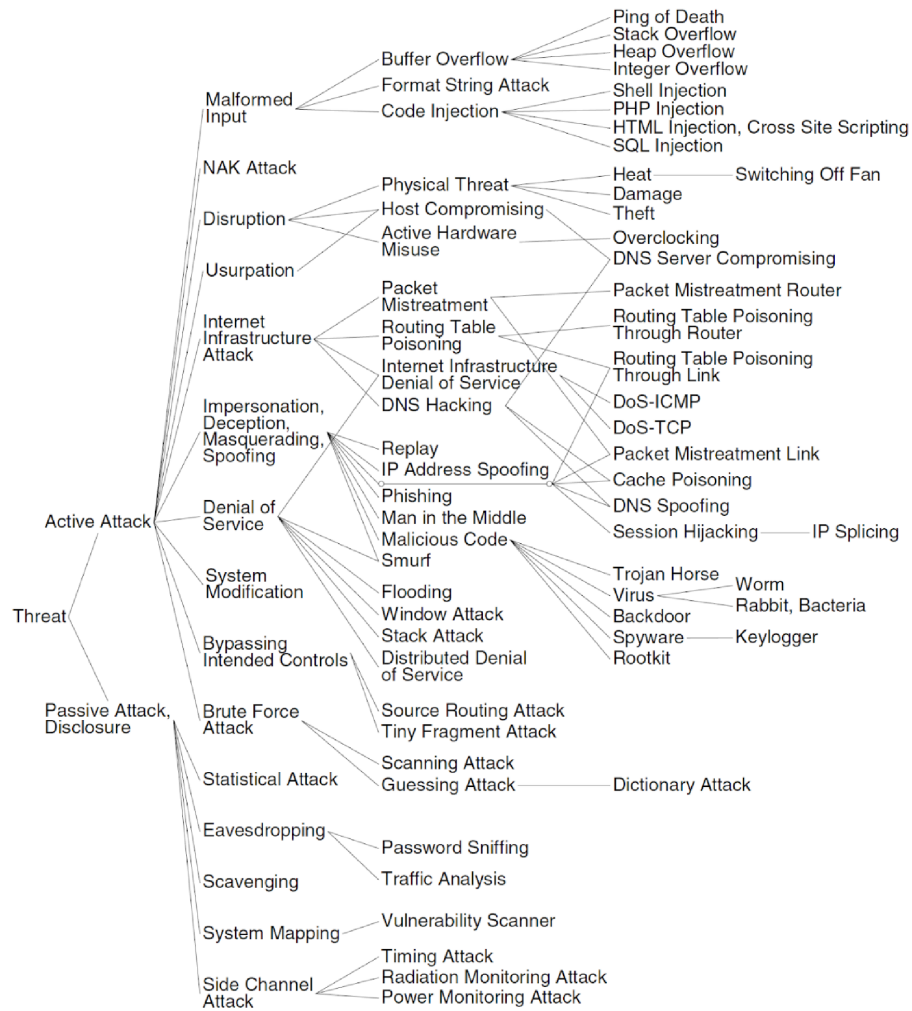 Threat
Active Attack
Passive Attack,
Disclosure
Malformed
Input
NAK Attack
Disruption
Usurpation
Internet
Infrastructure
Attack
Impersonation,
Deception,
Masquerading,
Spoofing
Denial of
Service
System
Modification
Bypassing
Intended Controls
Brute Force
Attack
Statistical Attack
Eavesdropping
Scavenging
System Mapping
Side Channel
Attack
Buffer Overflow
Format String Attack
Code Injection
Physical Threat
Host Compromising
Active Hardware
Misuse
Packet
Mistreatment
Routing Table
Poisoning
Internet Infrastructure
Denial of Service
DNS Hacking
Replay
IP Address Spoofing
Phishing
Man in the Middle
Malicious Code
Smurf
Flooding
Window Attack
Stack Attack
Distributed Denial
of Service
Source Routing Attack
Tiny Fragment Attack
Scanning Attack
Guessing Attack
Password Sniffing
Traffic Analysis
Vulnerability Scanner
Timing Attack
Radiation Monitoring Attack
Power Monitoring Attack
Ping of Death
Stack Overflow
Heap Overflow
Integer Overflow
Shell Injection
PHP Injection
HTML Injection, Cross Site Scripting
SQL Injection
Heat
Damage
Theft
Overclocking
DNS Server Compromising
Packet Mistreatment Router
Routing Table Poisoning
Through Router
Routing Table Poisoning
Through Link
DoS-ICMP
DoS-TCP
Packet Mistreatment Link
Cache Poisoning
DNS Spoofing
Session Hijacking
Trojan Horse
Virus
Backdoor
Spyware
Rootkit
Dictionary Attack
Switching Off Fan
IP Splicing
Worm
Rabbit, Bacteria
Keylogger